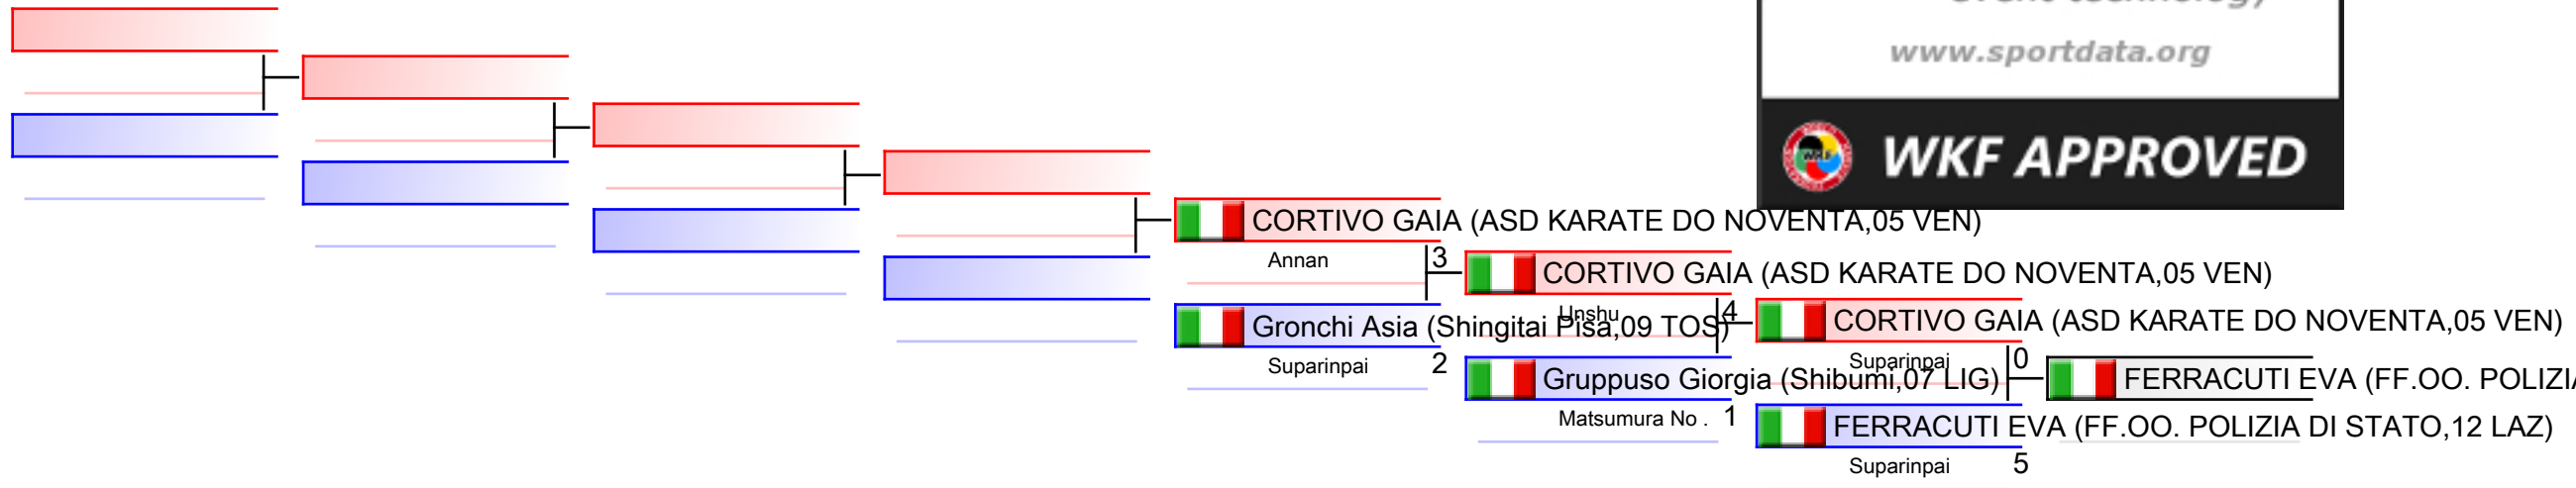 event technology
www.sportdata.org
WKF APPROVED
CORTIVO GAIA (ASD KARATE DO NOVENTA,05 VEN)
Annan
3
CORTIVO GAIA (ASD KARATE DO NOVENTA,05 VEN)
Unshu
4
Gronchi Asia (Shingitai Pisa,09 TOS)
CORTIVO GAIA (ASD KARATE DO NOVENTA,05 VEN)
Suparinpai
2
Suparinpai
0
Gruppuso Giorgia (Shibumi,07 LIG)
FERRACUTI EVA (FF.OO. POLIZIA
Matsumura No .
1
FERRACUTI EVA (FF.OO. POLIZIA DI STATO,12 LAZ)
Suparinpai
5